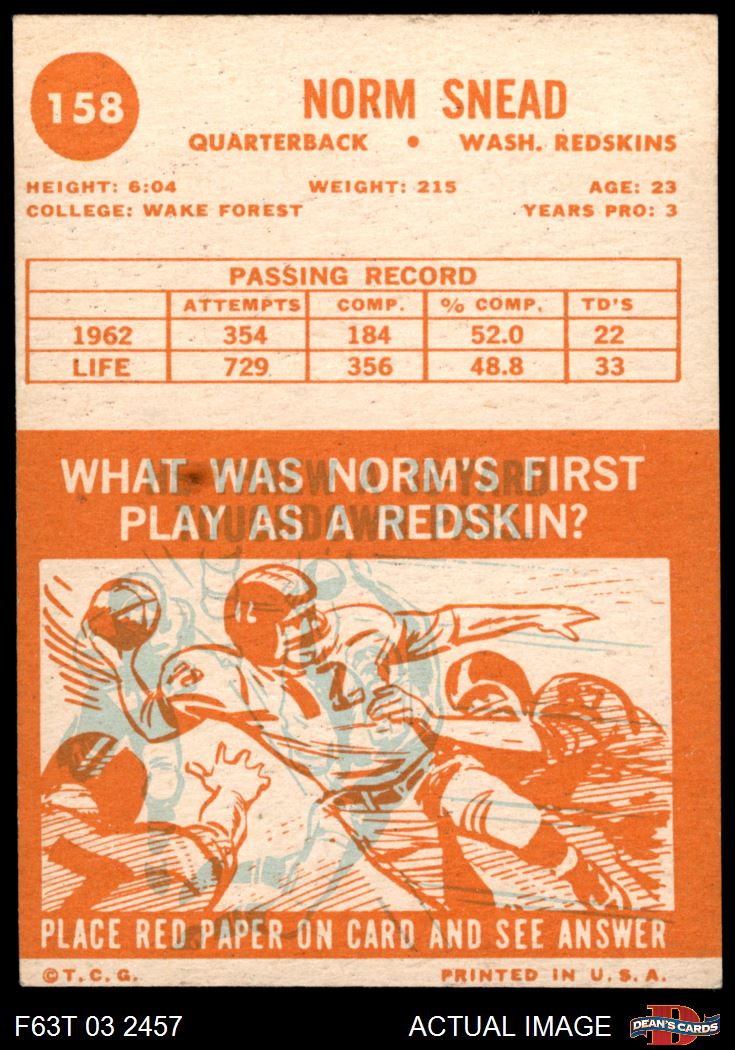 158
NORM SNEAD
QUARTERBACK • WASH. REDSKINS
HEIGHT: 6:04 WEIGHT: 215 AGE: 23
COLLEGE: WAKE FOREST YEARS PRO: 3
PASSING RECORD
ATTEMPTS COMP. % COMP. TD'S
1962 354 184 52.0 22
LIFE 729 356 48.8 33
WHAT WAS NORM'S FIRST
PLAY AS A REDSKIN?
THREW A YARD
TOUCHDOWN
PLACE RED PAPER ON CARD AND SEE ANSWER
©T.C.G. PRINTED IN U.S.A.
F63T 03 2457 ACTUAL IMAGE DEAN'S CARDS